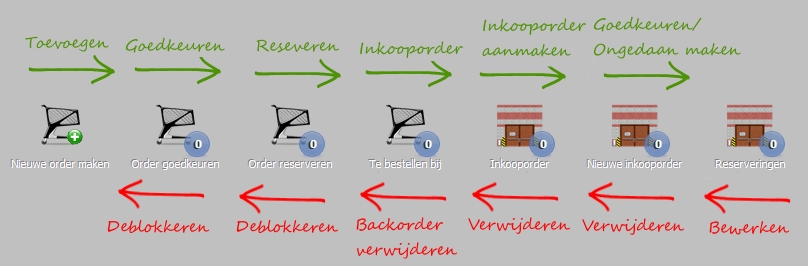 Toevoegen
Goedkeuren
Reseveren
Inkooporder
Inkooporder
aanmaken
Goedkeuren/
Ongedaan maken
0
0
0
0
0
0
Nieuwe order maken
Order goedkeuren
Order reserveren
Te bestellen bij
Inkooporder
Nieuwe inkooporder
Reserveringen
Deblokkeren
Deblokkeren
Backorder
verwijderen
Verwijderen
Verwijderen
Bewerken